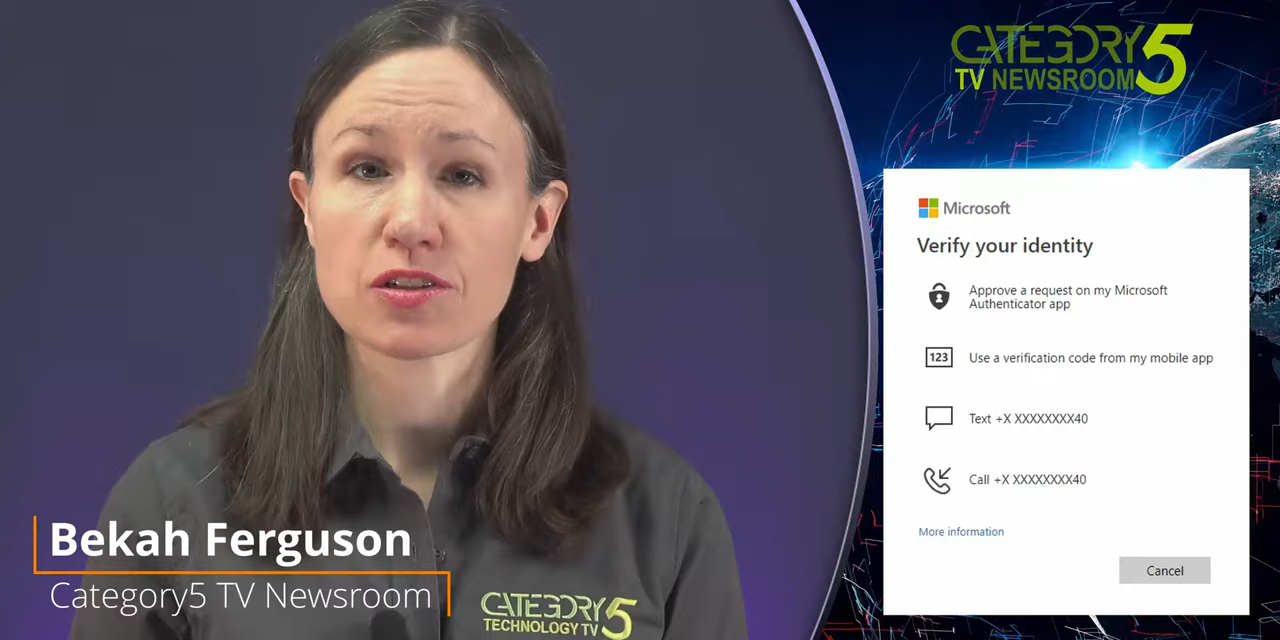 CATEGORY5
TV NEWSROOM
Microsoft
Verify your identity
Approve a request on my Microsoft
Authenticator app
123
Use a verification code from my mobile app
Text +X XXXXXXXX40
Call +X XXXXXXXX40
More information
Cancel
Bekah Ferguson
Category5 TV Newsroom
CATEGORY5
TECHNOLOGY TV